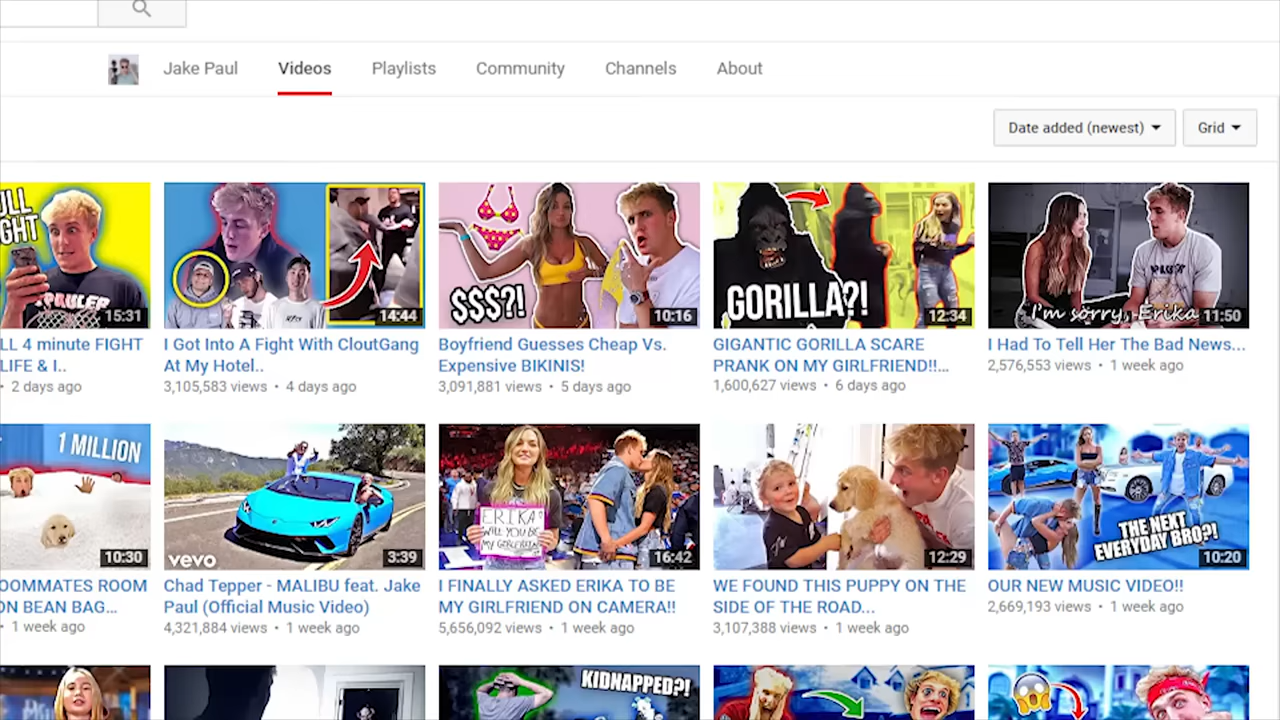 Jake Paul
Videos
Playlists
Community
Channels
About
Date added (newest)
Grid
15:31
14:44
$$$?!
10:16
GORILLA?!
12:34
I'm sorry, Erika
11:50
LL 4 minute FIGHT
LIFE & I..
• 2 days ago
I Got Into A Fight With CloutGang
At My Hotel..
3,105,583 views • 4 days ago
Boyfriend Guesses Cheap Vs.
Expensive BIKINIS!
3,091,881 views • 5 days ago
GIGANTIC GORILLA SCARE
PRANK ON MY GIRLFRIEND!!...
1,600,627 views • 6 days ago
I Had To Tell Her The Bad News...
2,576,553 views • 1 week ago
1 MILLION
10:30
vevo
3:39
ERIKA
WILL YOU BE
MY GIRLFRIEND
16:42
12:29
THE NEXT
EVERYDAY BRO?!
10:20
OOMMATES ROOM
ON BEAN BAG...
• 1 week ago
Chad Tepper - MALIBU feat. Jake
Paul (Official Music Video)
4,321,884 views • 1 week ago
I FINALLY ASKED ERIKA TO BE
MY GIRLFRIEND ON CAMERA!!
5,656,092 views • 1 week ago
WE FOUND THIS PUPPY ON THE
SIDE OF THE ROAD...
3,107,388 views • 1 week ago
OUR NEW MUSIC VIDEO!!
2,669,193 views • 1 week ago
KIDNAPPED?!